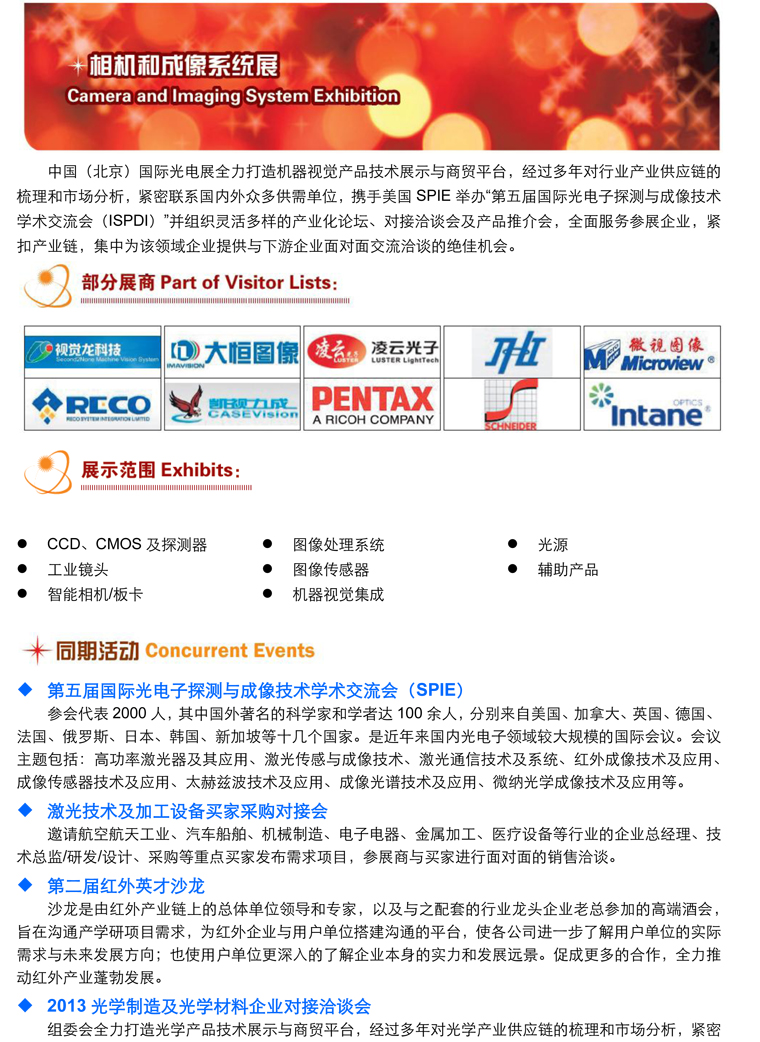 相机和成像系统展
Camera and Imaging System Exhibition
中国（北京）国际光电展全力打造机器视觉产品技术展示与商贸平台，经过多年对行业产业供应链的
梳理和市场分析，紧密联系国内外众多供需单位，携手美国 SPIE 举办“第五届国际光电子探测与成像技术
学术交流会（ISPDI）”并组织灵活多样的产业化论坛、对接洽谈会及产品推介会，全面服务参展企业，紧
扣产业链，集中为该领域企业提供与下游企业面对面交流洽谈的绝佳机会。
部分展商 Part of Visitor Lists:
视觉龙科技
Second2None Machine Vision System
大恒图像
IMAVISION
凌云光子
LUSTER
凌云光子
LUSTER LightTech
微视图像
Microview ®
RECO
RECO SYSTEM INTEGRATION LIMITED
凯视力成
CASEVision
PENTAX
A RICOH COMPANY
SCHNEIDER
OPTICS
Intane ®
展示范围 Exhibits:
● CCD、CMOS 及探测器 ● 图像处理系统 ● 光源
● 工业镜头 ● 图像传感器 ● 辅助产品
● 智能相机/板卡 ● 机器视觉集成
同期活动 Concurrent Events
◆ 第五届国际光电子探测与成像技术学术交流会（SPIE）
参会代表 2000 人，其中国外著名的科学家和学者达 100 余人，分别来自美国、加拿大、英国、德国、
法国、俄罗斯、日本、韩国、新加坡等十几个国家。是近年来国内光电子领域较大规模的国际会议。会议
主题包括：高功率激光器及其应用、激光传感与成像技术、激光通信技术及系统、红外成像技术及应用、
成像传感器技术及应用、太赫兹波技术及应用、成像光谱技术及应用、微纳光学成像技术及应用等。
◆ 激光技术及加工设备买家采购对接会
邀请航空航天工业、汽车船舶、机械制造、电子电器、金属加工、医疗设备等行业的企业总经理、技
术总监/研发/设计、采购等重点买家发布需求项目，参展商与买家进行面对面的销售洽谈。
◆ 第二届红外英才沙龙
沙龙是由红外产业链上的总体单位领导和专家，以及与之配套的行业龙头企业老总参加的高端酒会，
旨在沟通产学研项目需求，为红外企业与用户单位搭建沟通的平台，使各公司进一步了解用户单位的实际
需求与未来发展方向；也使用户单位更深入的了解企业本身的实力和发展远景。促成更多的合作，全力推
动红外产业蓬勃发展。
◆ 2013 光学制造及光学材料企业对接洽谈会
组委会全力打造光学产品技术展示与商贸平台，经过多年对光学产业供应链的梳理和市场分析，紧密